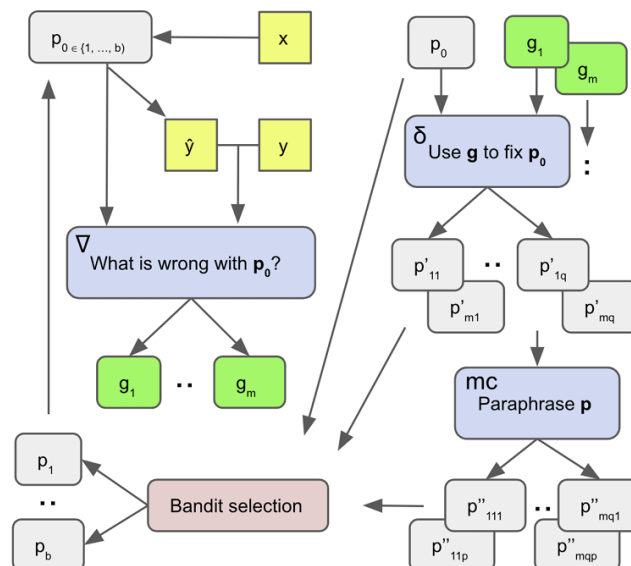 p0 ∈ {1, …, b)
x
ŷ
y
∇
What is wrong with p0?
g1
··
gm
p1
··
pb
Bandit selection
p0
g1
gm
δ
Use g to fix p0
:
p'11
··
p'1q
p'm1
p'mq
mc
Paraphrase p
p''111
··
p''mq1
p''11p
p''mqp